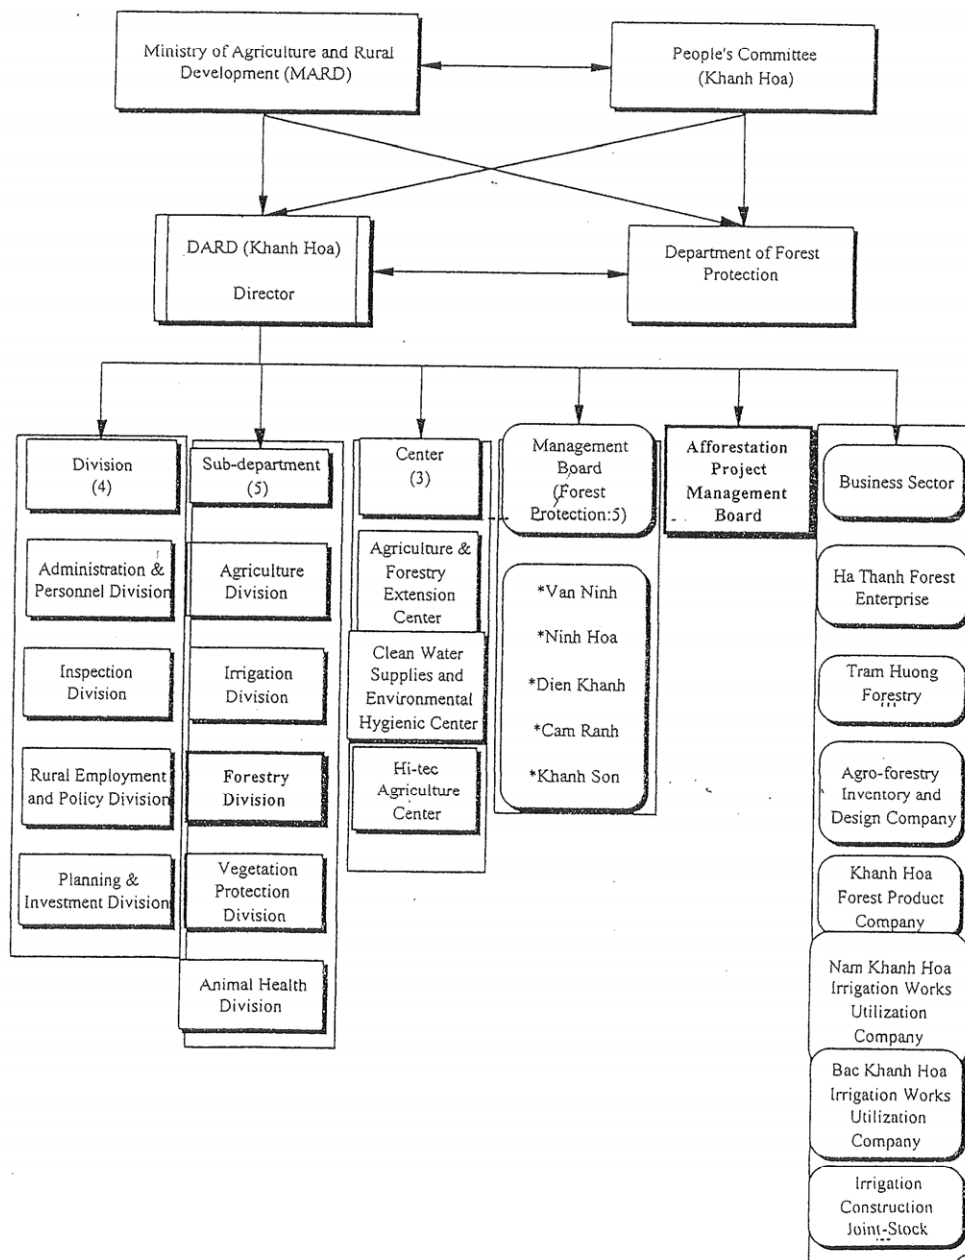 Ministry of Agriculture and Rural
Development (MARD)
People's Committee
(Khanh Hoa)
DARD (Khanh Hoa)
Director
Department of Forest
Protection
Division
(4)
Administration &
Personnel Division
Inspection
Division
Rural Employment
and Policy Division
Planning &
Investment Division
Sub-department
(5)
Agriculture
Division
Irrigation
Division
Forestry
Division
Vegetation
Protection
Division
Animal Health
Division
Center
(3)
Agriculture &
Forestry
Extension
Center
Clean Water
Supplies and
Environmental
Hygienic Center
Hi-tec
Agriculture
Center
Management
Board
(Forest
Protection:5)
*Van Ninh
*Ninh Hoa
*Dien Khanh
*Cam Ranh
*Khanh Son
Afforestation
Project
Management
Board
Business Sector
Ha Thanh Forest
Enterprise
Tram Huong
Forestry
Agro-forestry
Inventory and
Design Company
Khanh Hoa
Forest Product
Company
Nam Khanh Hoa
Irrigation Works
Utilization
Company
Bac Khanh Hoa
Irrigation Works
Utilization
Company
Irrigation
Construction
Joint-Stock